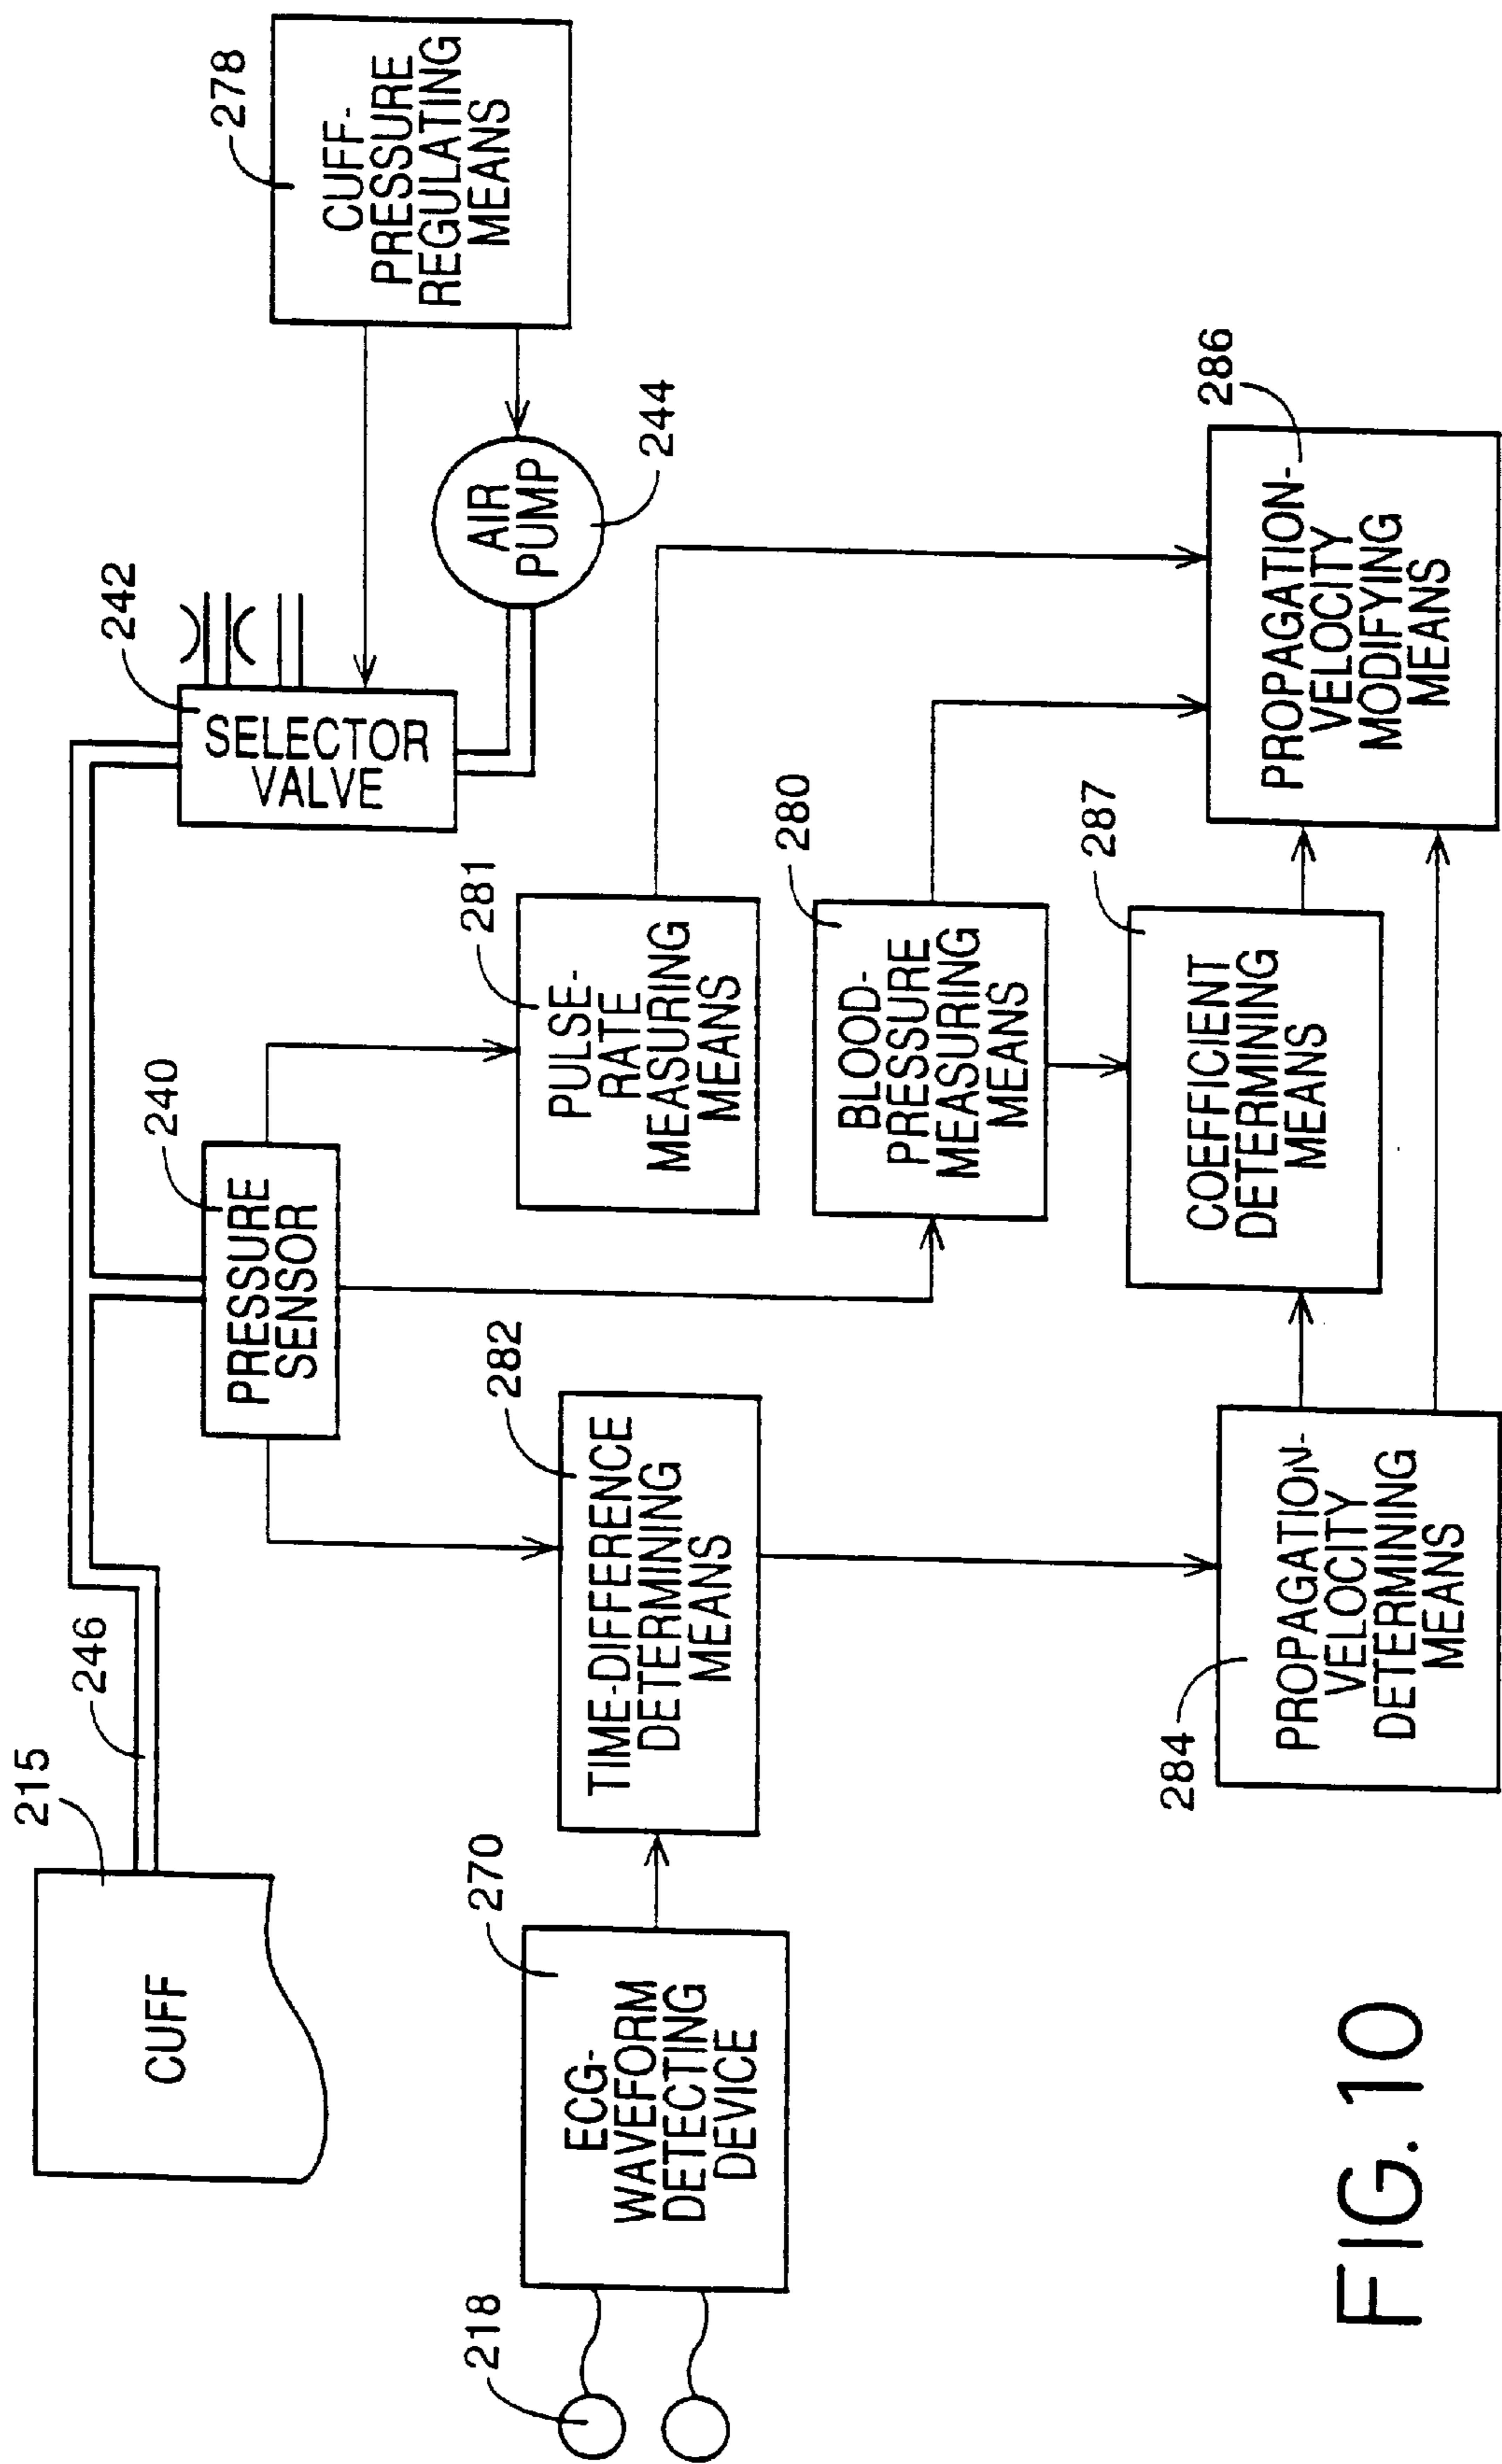 215
CUFF
246
240
PRESSURE
SENSOR
242
SELECTOR
VALVE
278
CUFF-
PRESSURE
REGULATING
MEANS
AIR
PUMP
244
218
270
ECG-
WAVEFORM
DETECTING
DEVICE
282
TIME-DIFFERENCE
DETERMINING
MEANS
281
PULSE-
RATE
MEASURING
MEANS
280
BLOOD-
PRESSURE
MEASURING
MEANS
284
PROPAGATION-
VELOCITY
DETERMINING
MEANS
287
COEFFICIENT
DETERMINING
MEANS
286
PROPAGATION-
VELOCITY
MODIFYING
MEANS
FIG. 10